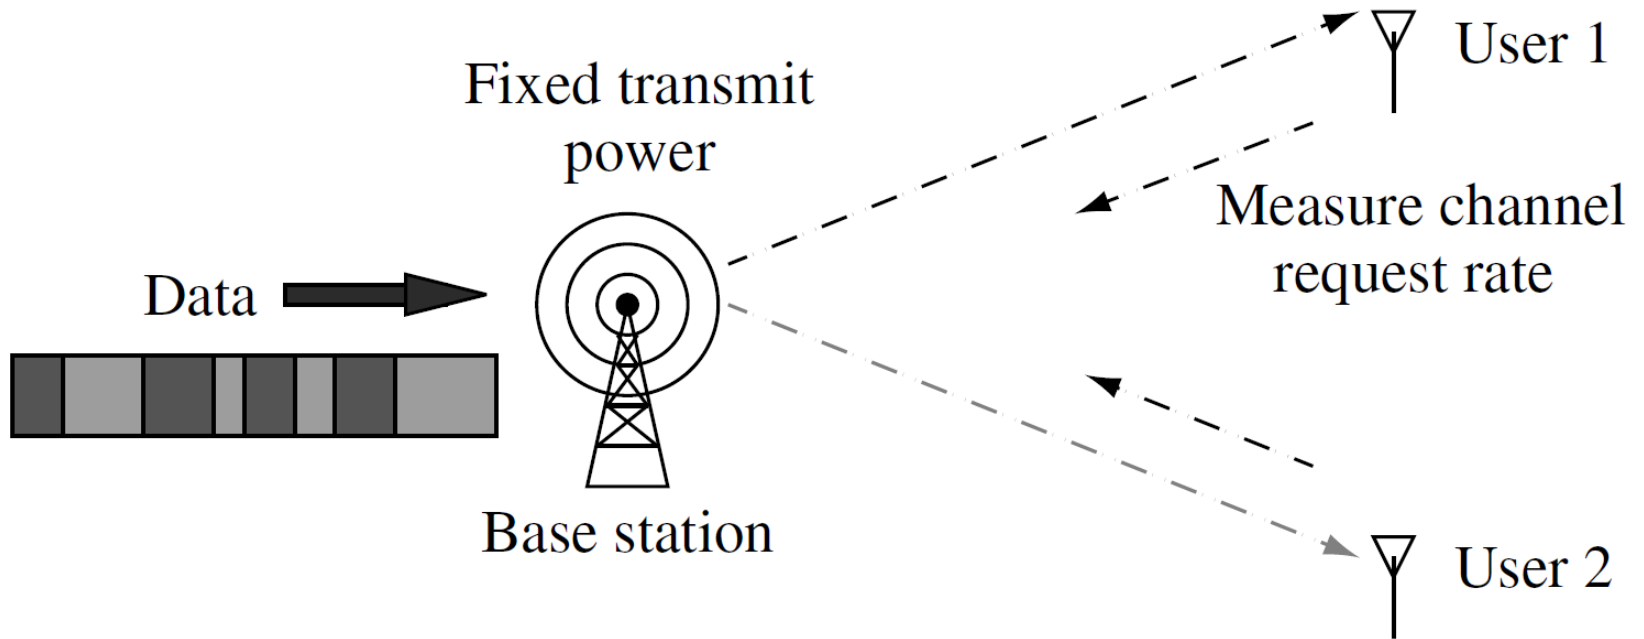 Fixed transmit
power
User 1
Measure channel
request rate
Data
Base station
User 2